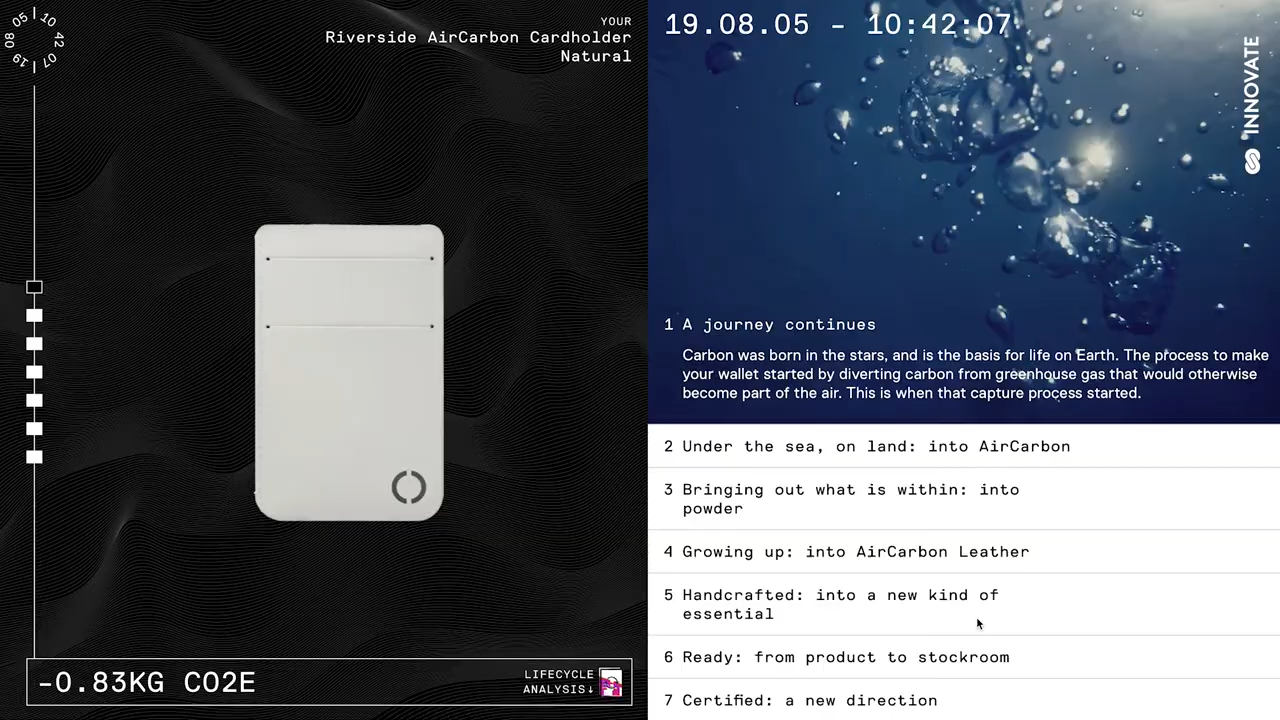 05 10
08 42
19 07
YOUR
Riverside AirCarbon Cardholder
Natural
-0.83KG CO2E
LIFECYCLE
ANALYSIS↓
19.08.05 – 10:42:07
INNOVATE
1 A journey continues
Carbon was born in the stars, and is the basis for life on Earth. The process to make
your wallet started by diverting carbon from greenhouse gas that would otherwise
become part of the air. This is when that capture process started.
2 Under the sea, on land: into AirCarbon
3 Bringing out what is within: into
powder
4 Growing up: into AirCarbon Leather
5 Handcrafted: into a new kind of
essential
6 Ready: from product to stockroom
7 Certified: a new direction